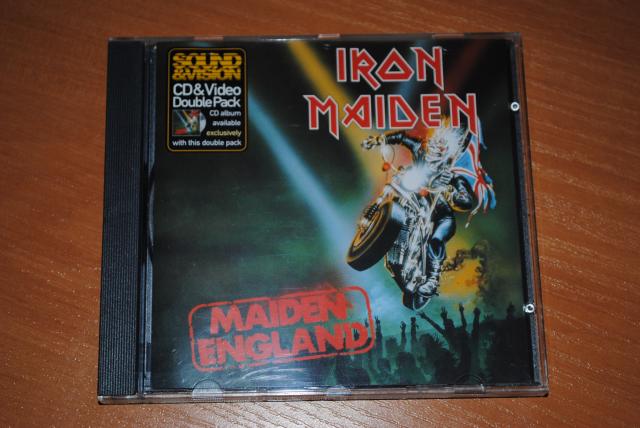 SOUND
&VISION
CD & Video
Double Pack
CD album
available
exclusively
with this double pack
IRON
MAIDEN
MAIDEN
ENGLAND